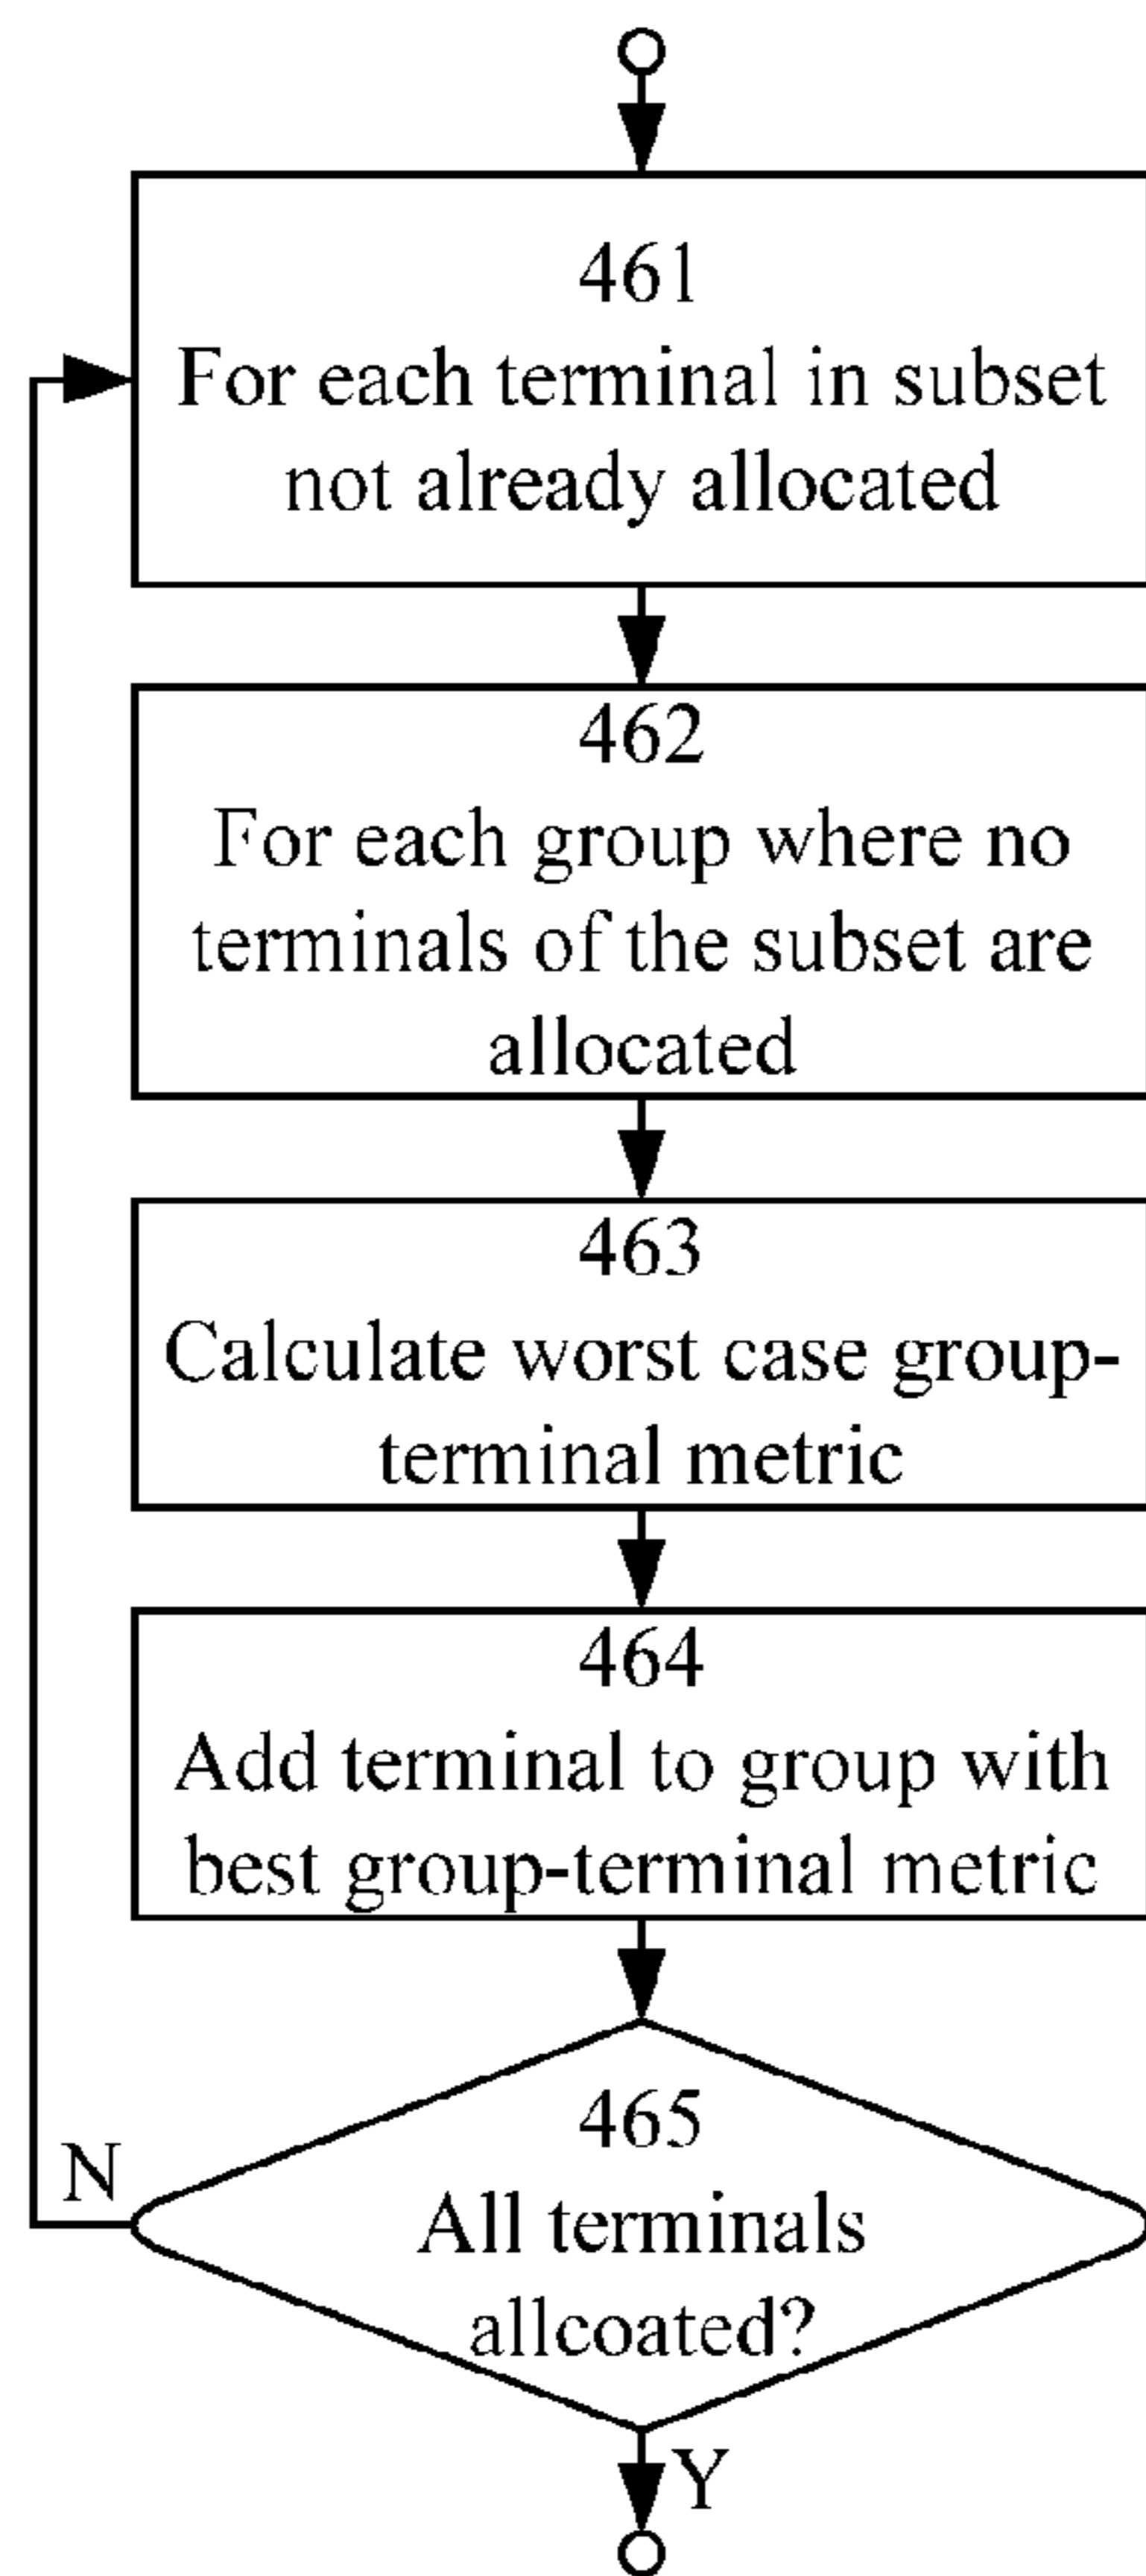 461
For each terminal in subset
not already allocated
462
For each group where no
terminals of the subset are
allocated
463
Calculate worst case group-
terminal metric
464
Add terminal to group with
best group-terminal metric
465
N
All terminals
allcoated?
Y